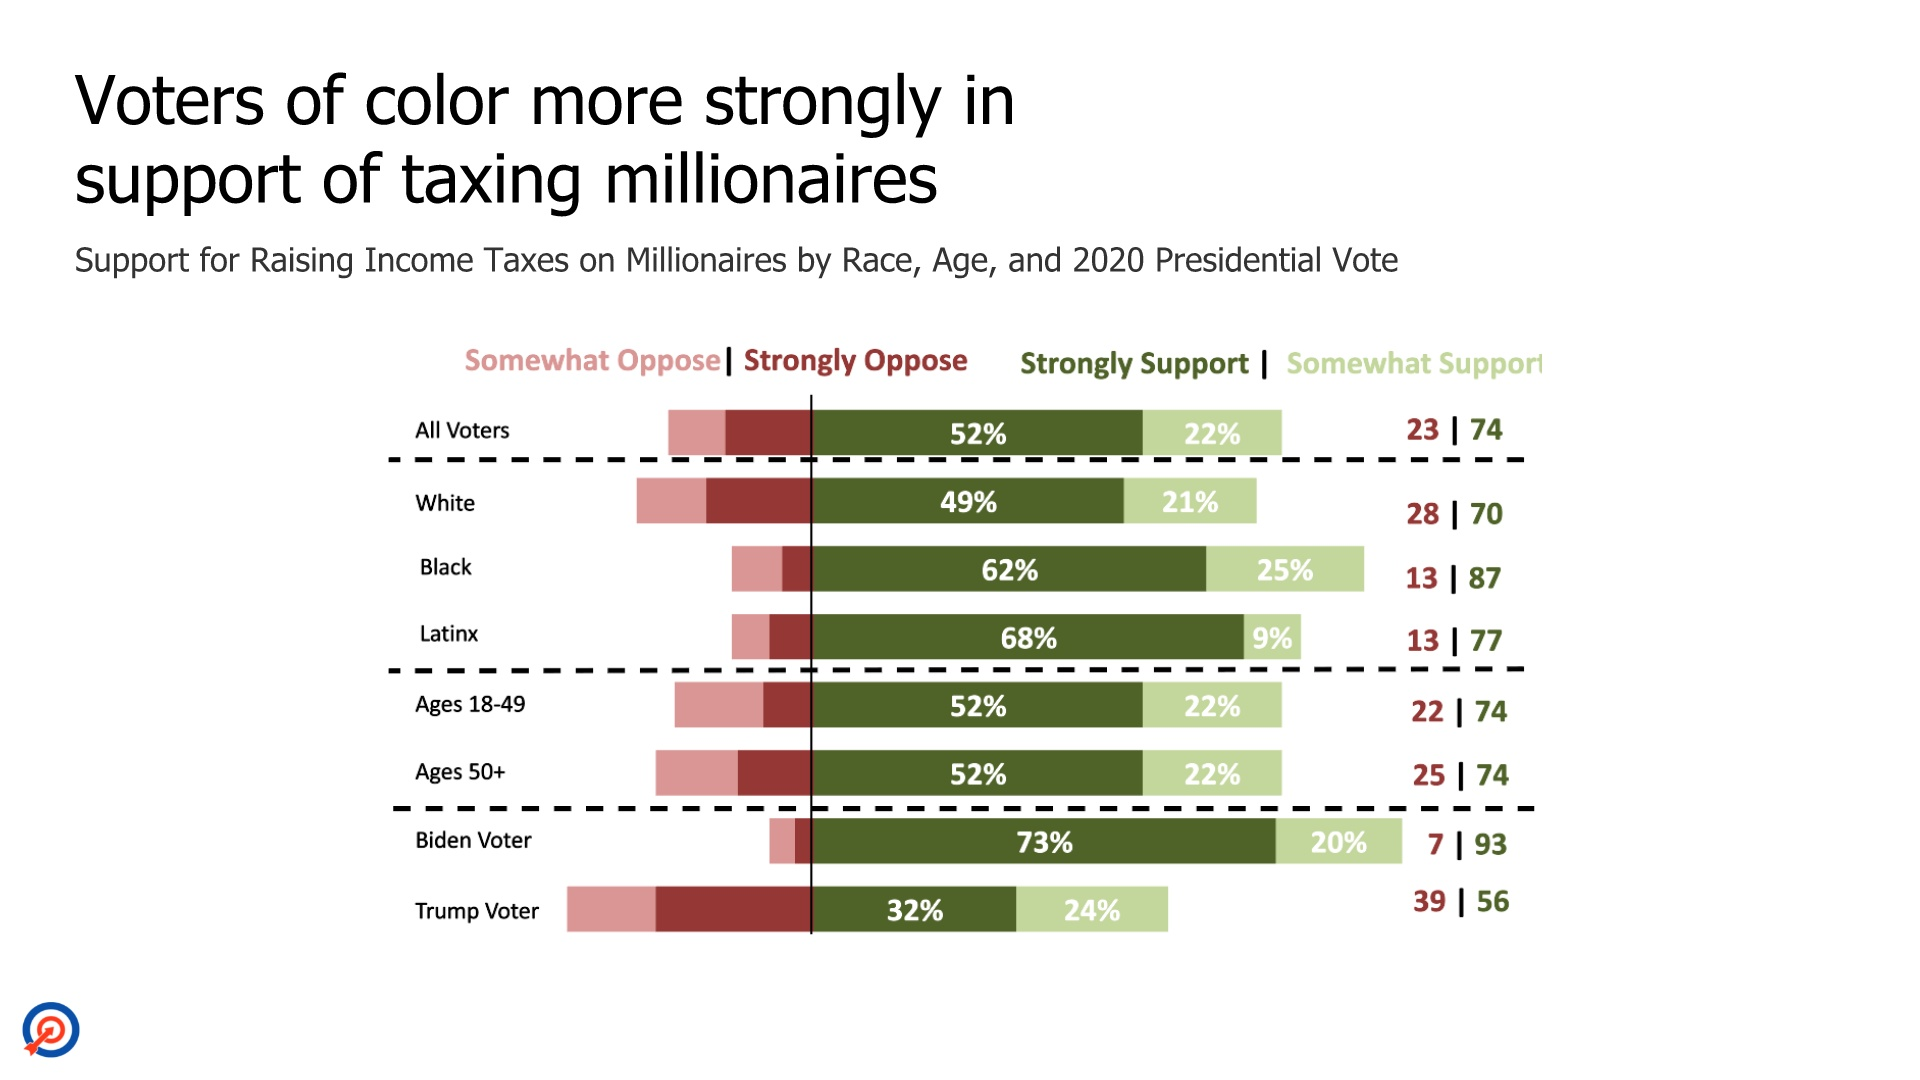 Voters of color more strongly in
support of taxing millionaires
Support for Raising Income Taxes on Millionaires by Race, Age, and 2020 Presidential Vote
Somewhat Oppose | Strongly Oppose Strongly Support | Somewhat Support
All Voters 52% 22% 23 | 74
White 49% 21% 28 | 70
Black 62% 25% 13 | 87
Latinx 68% 9% 13 | 77
Ages 18-49 52% 22% 22 | 74
Ages 50+ 52% 22% 25 | 74
Biden Voter 73% 20% 7 | 93
Trump Voter 32% 24% 39 | 56